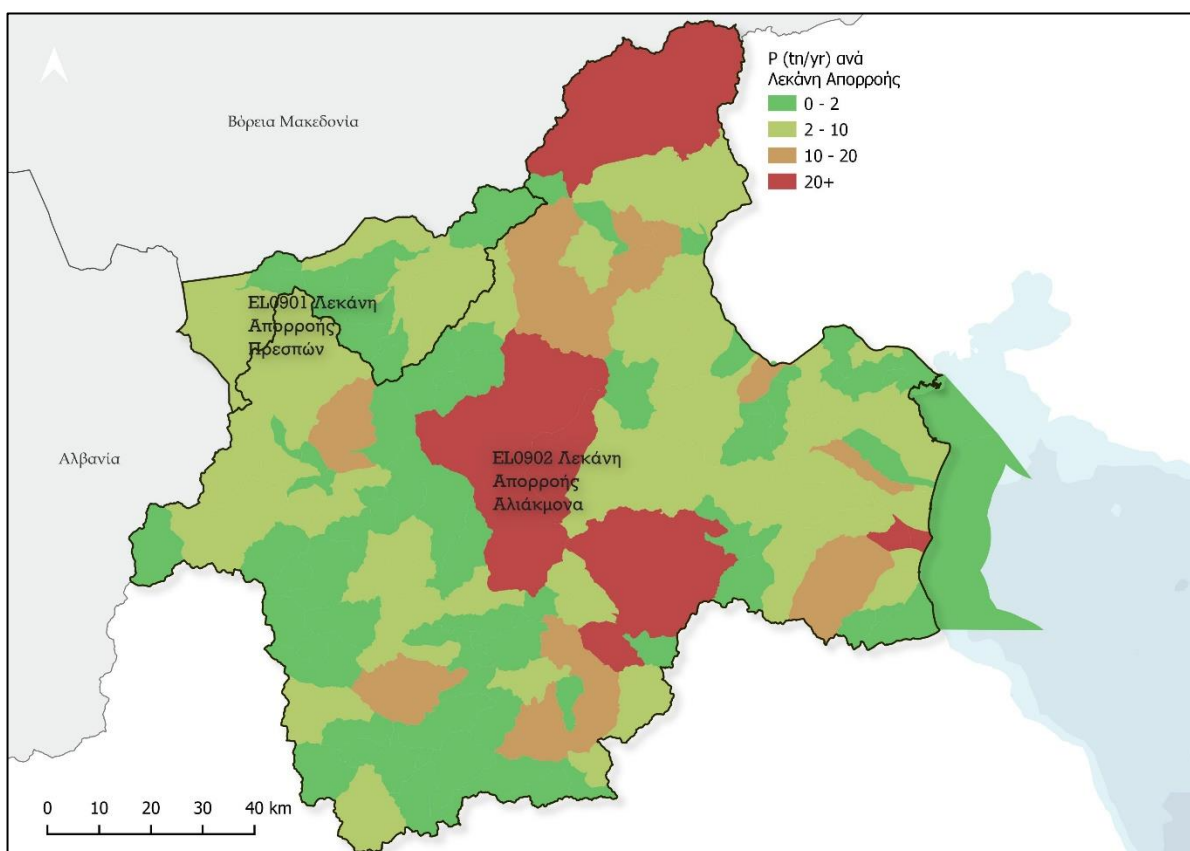 P (tn/yr) ανά
Λεκάνη Απορροής
0 - 2
2 - 10
10 - 20
20+
Βόρεια Μακεδονία
EL0901 Λεκάνη
Απορροής
Πρεσπών
Αλβανία
EL0902 Λεκάνη
Απορροής
Αλιάκμονα
0 10 20 30 40 km